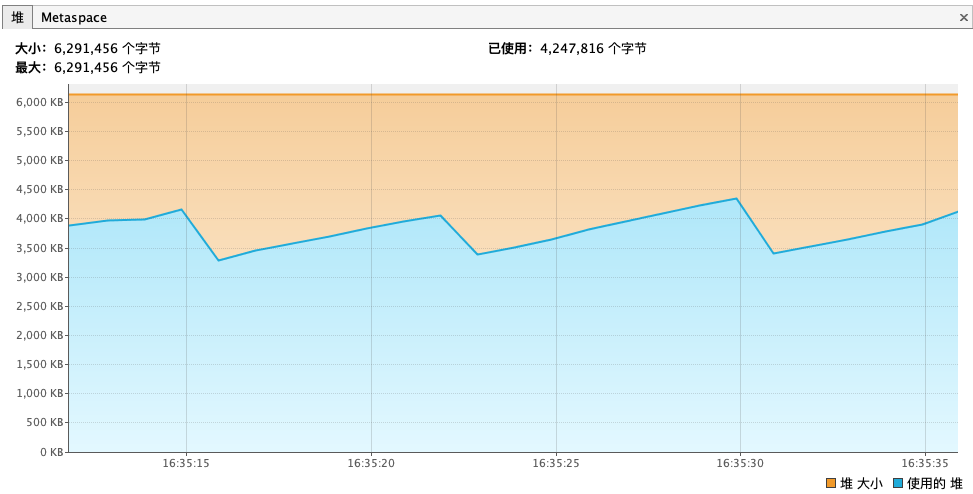 堆 Metaspace ×
大小: 6,291,456 个字节 已使用: 4,247,816 个字节
最大: 6,291,456 个字节
6,000 KB
5,500 KB
5,000 KB
4,500 KB
4,000 KB
3,500 KB
3,000 KB
2,500 KB
2,000 KB
1,500 KB
1,000 KB
500 KB
0 KB
16:35:15 16:35:20 16:35:25 16:35:30 16:35:35
堆 大小 使用的 堆